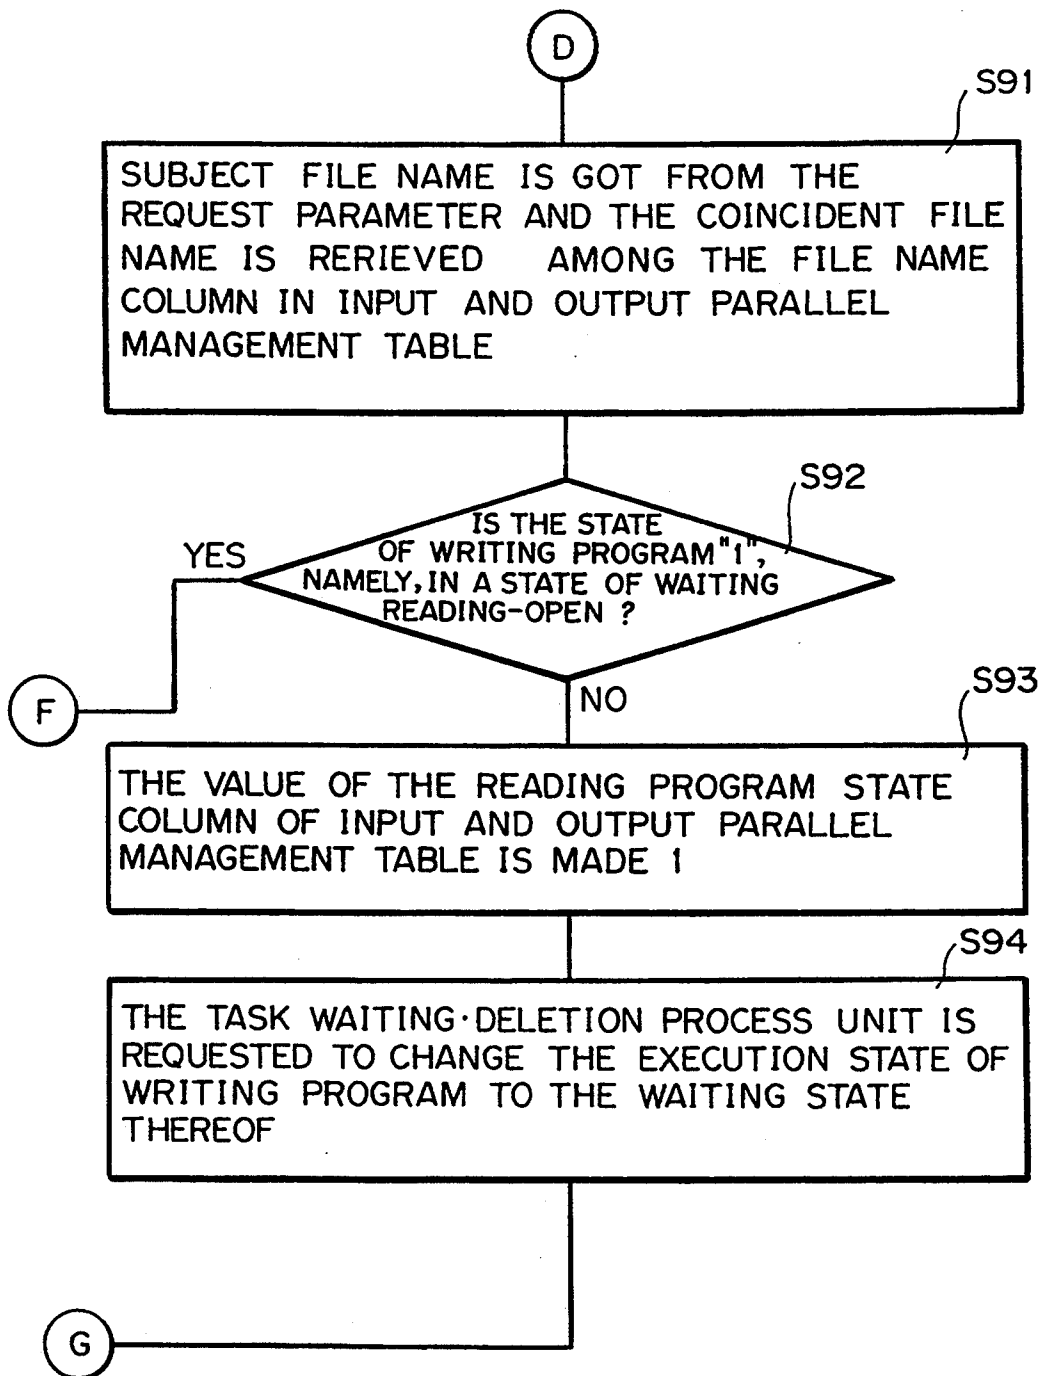 D
S91
SUBJECT FILE NAME IS GOT FROM THE
REQUEST PARAMETER AND THE COINCIDENT FILE
NAME IS RERIEVED AMONG THE FILE NAME
COLUMN IN INPUT AND OUTPUT PARALLEL
MANAGEMENT TABLE
S92
IS THE STATE
OF WRITING PROGRAM "1",
NAMELY, IN A STATE OF WAITING
READING-OPEN ?
YES
F
NO
S93
THE VALUE OF THE READING PROGRAM STATE
COLUMN OF INPUT AND OUTPUT PARALLEL
MANAGEMENT TABLE IS MADE 1
S94
THE TASK WAITING·DELETION PROCESS UNIT IS
REQUESTED TO CHANGE THE EXECUTION STATE OF
WRITING PROGRAM TO THE WAITING STATE
THEREOF
G